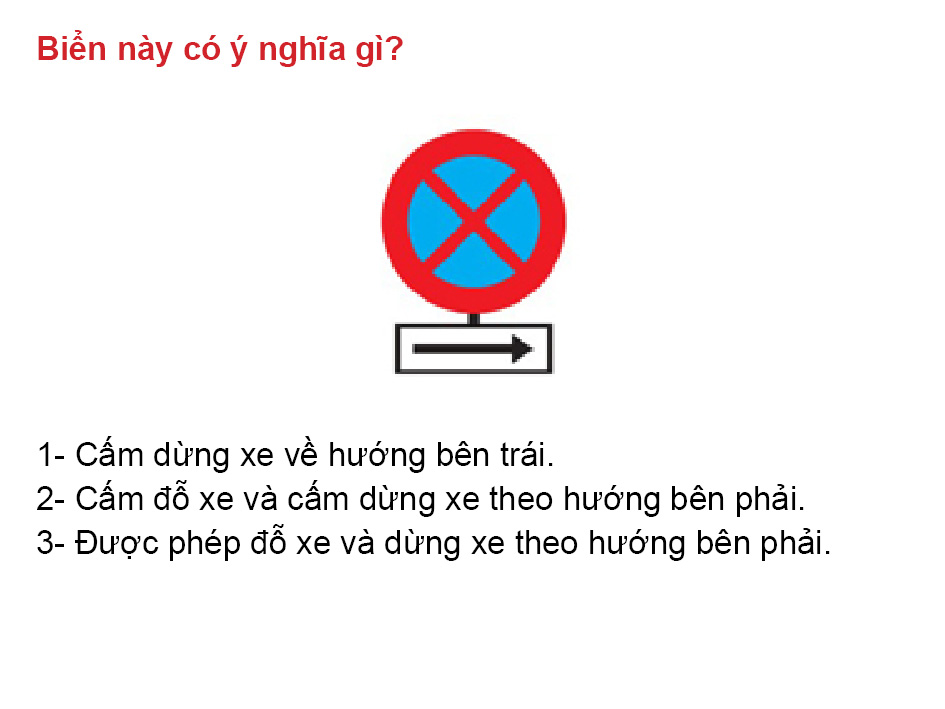 Biển này có ý nghĩa gì?
1- Cấm dừng xe về hướng bên trái.
2- Cấm đỗ xe và cấm dừng xe theo hướng bên phải.
3- Được phép đỗ xe và dừng xe theo hướng bên phải.